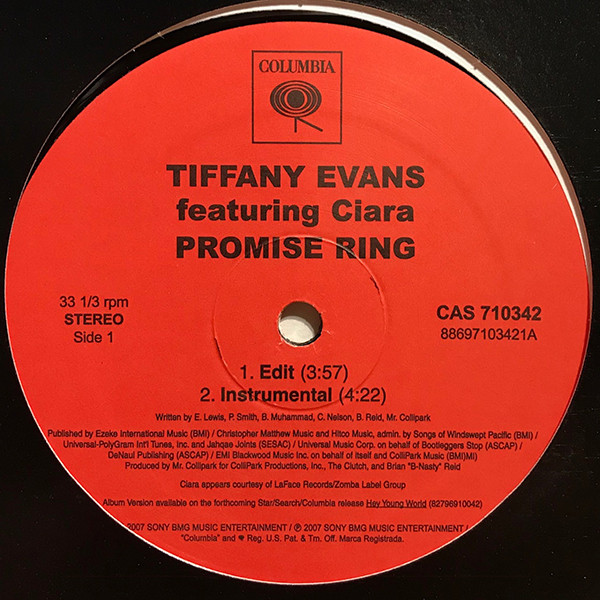 COLUMBIA
TIFFANY EVANS
featuring Ciara
PROMISE RING
33 1/3 rpm
STEREO
Side 1
CAS 710342
88697103421A
1. Edit (3:57)
2. Instrumental (4:22)
Written by E. Lewis, P. Smith, B. Muhammad, C. Nelson, B. Reid, Mr. Collipark
Published by Ezeke International Music (BMI) / Christopher Matthew Music and Hitco Music, admin. by Songs of Windswept Pacific (BMI) /
Universal-PolyGram Int'l Tunes, Inc. and Jahqae Joints (SESAC) / Universal Music Corp. on behalf of Bootleggers Stop (ASCAP) /
DeNaul Publishing (ASCAP) / EMI Blackwood Music Inc. on behalf of itself and ColliPark Music (BMI)MI)
Produced by Mr. Collipark for ColliPark Productions, Inc., The Clutch, and Brian "B-Nasty" Reid
Ciara appears courtesy of LaFace Records/Zomba Label Group
Album Version available on the forthcoming Star/Search/Columbia release Hey Young World (82796910042)
2007 SONY BMG MUSIC ENTERTAINMENT / ℗ 2007 SONY BMG MUSIC ENTERTAINMENT /
"Columbia" and Reg. U.S. Pat. & Tm. Off. Marca Registrada.